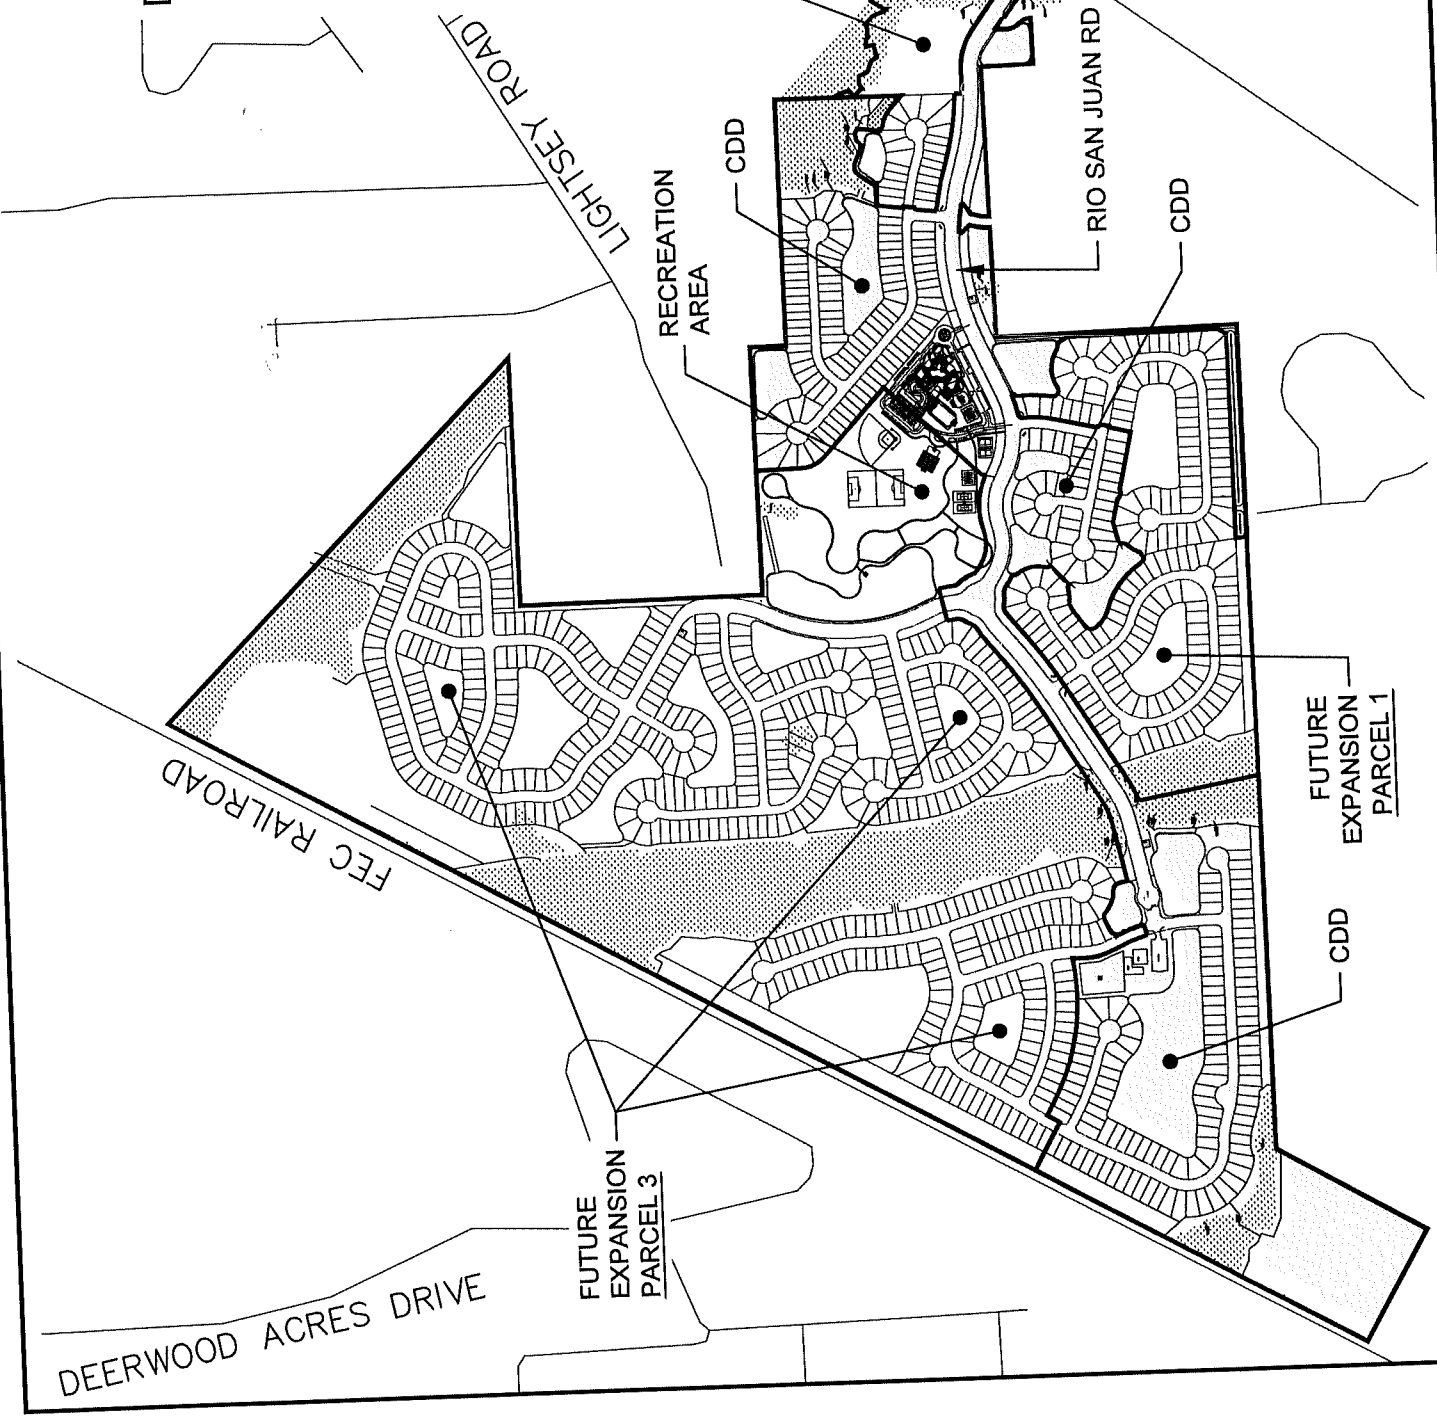 LIGHTSEY ROAD
RECREATION
AREA
CDD
RIO SAN JUAN RD
CDD
FEC RAILROAD
FUTURE
EXPANSION
PARCEL 1
CDD
FUTURE
EXPANSION
PARCEL 3
DEERWOOD ACRES DRIVE